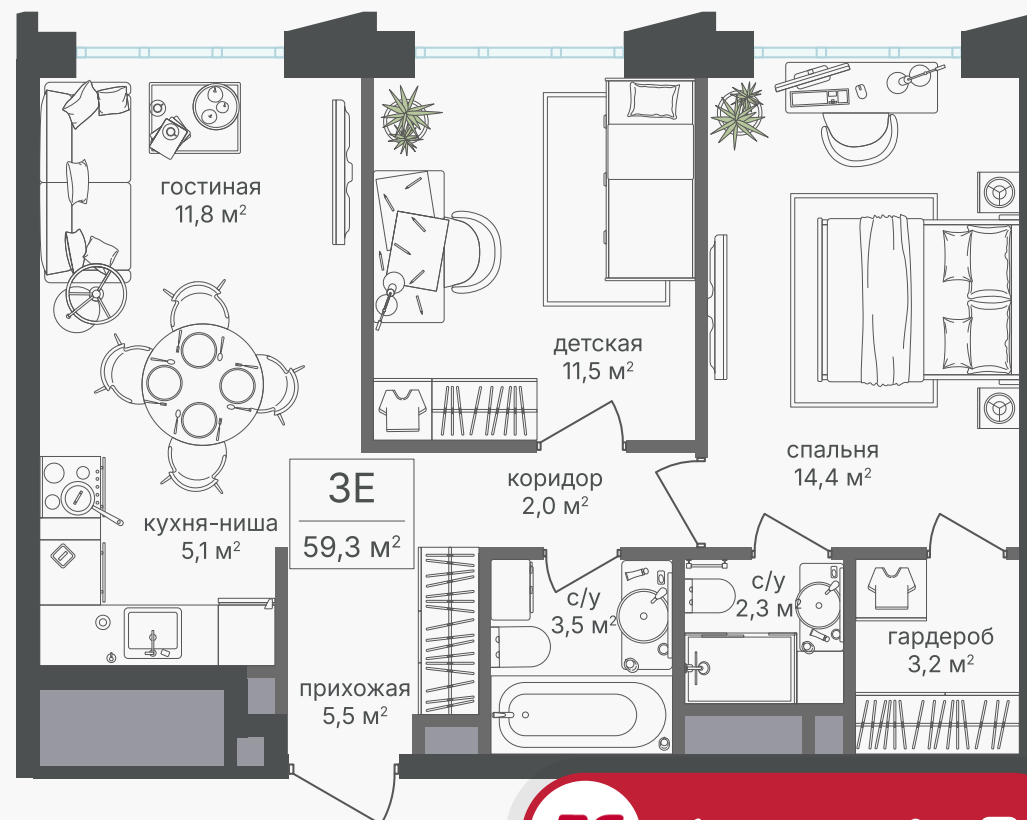 гостиная
11,8 м²
детская
11,5 м²
спальня
14,4 м²
коридор
2,0 м²
3Е
59,3 м²
кухня-ниша
5,1 м²
с/у
3,5 м²
с/у
2,3 м²
гардероб
3,2 м²
прихожая
5,5 м²